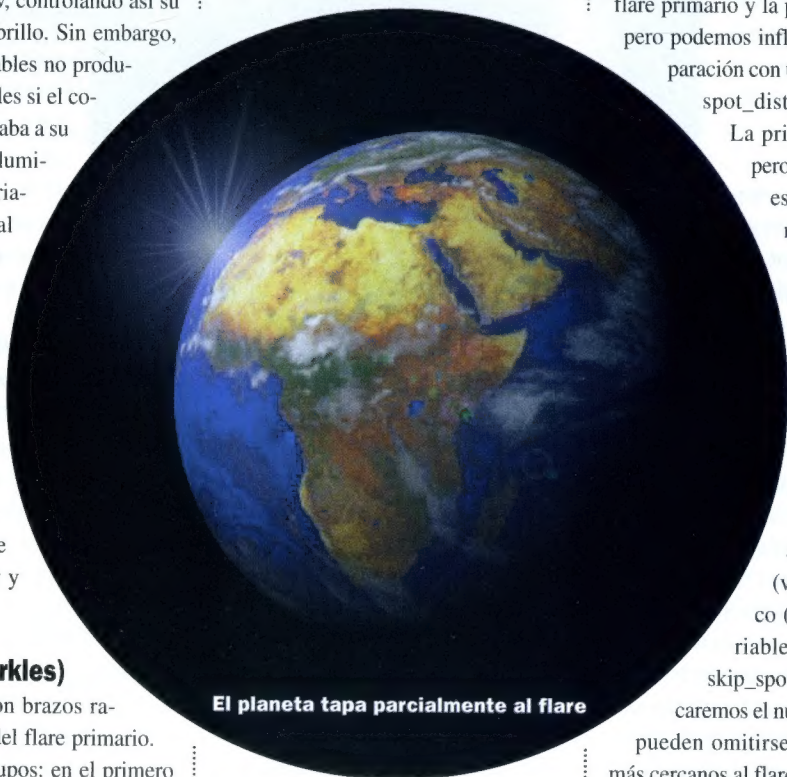 , controlando así su
brillo. Sin embargo,
ables no produ-
les si el co-
aba a su
lumi-
ria-
al
e
y
rkles)
on brazos ra-
del flare primario.
upos: en el primero
El planeta tapa parcialmente al flare
flare primario y la p
pero podemos infl
paración con u
spot_dist
La pri
pero
es
(v
co (
riable
skip_spo
caremos el nú
pueden omitirse
más cercanos al flare